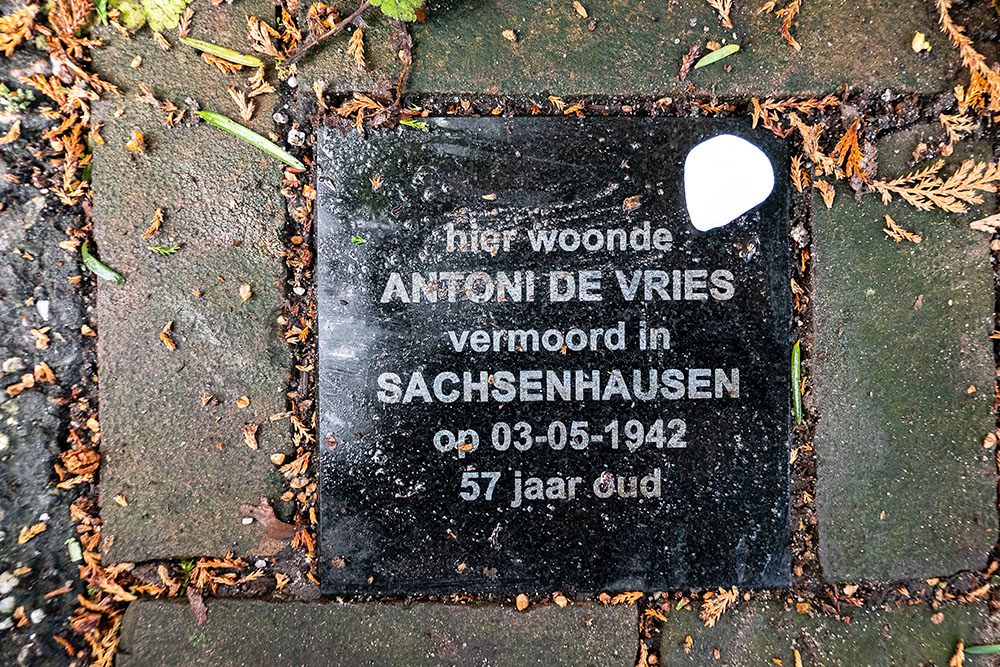 hier woonde
ANTONI DE VRIES
vermoord in
SACHSENHAUSEN
op 03-05-1942
57 jaar oud